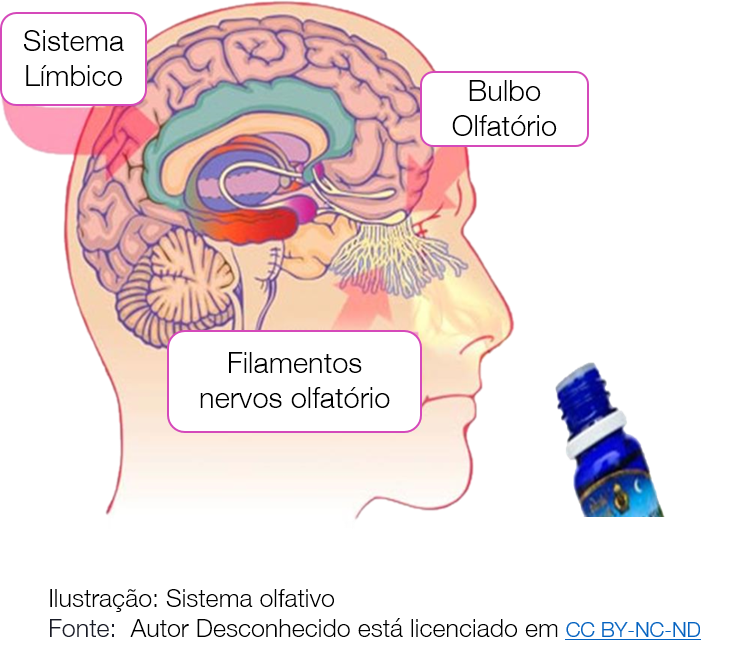 Sistema
Límbico
Bulbo
Olfatório
Filamentos
nervos olfatório
Ilustração: Sistema olfativo
Fonte:  Autor Desconhecido está licenciado em CC BY-NC-ND